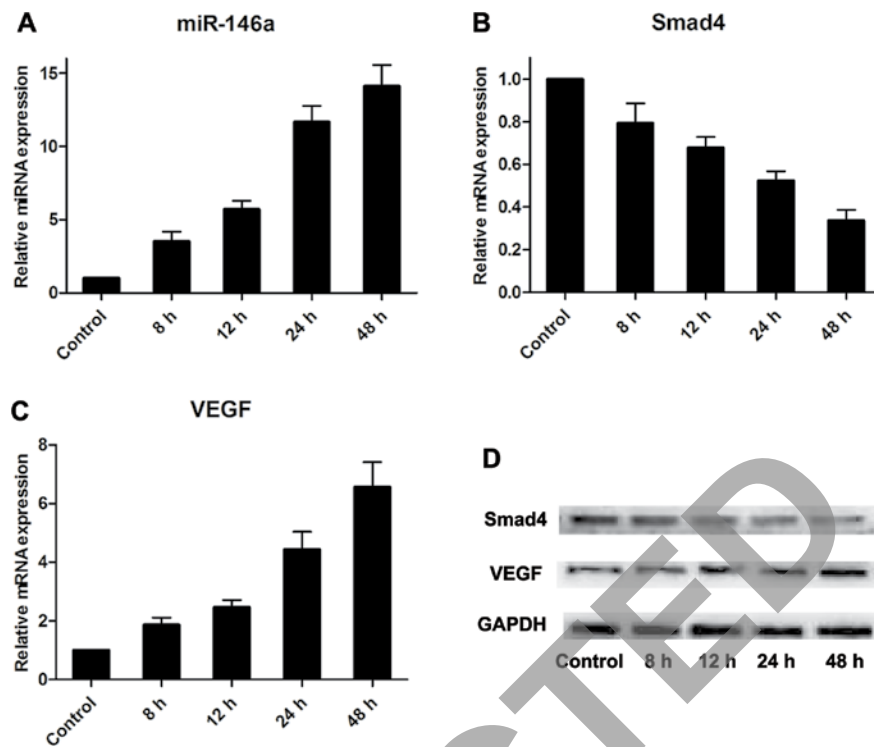 A
miR-146a
Relative miRNA expression
15
10
5
0
Control
8 h
12 h
24 h
48 h
B
Smad4
Relative mRNA expression
1.0
0.8
0.6
0.4
0.2
0.0
Control
8 h
12 h
24 h
48 h
C
VEGF
Relative mRNA expression
8
6
4
2
0
Control
8 h
12 h
24 h
48 h
D
Smad4
VEGF
GAPDH
Control 8 h 12 h 24 h 48 h
STED